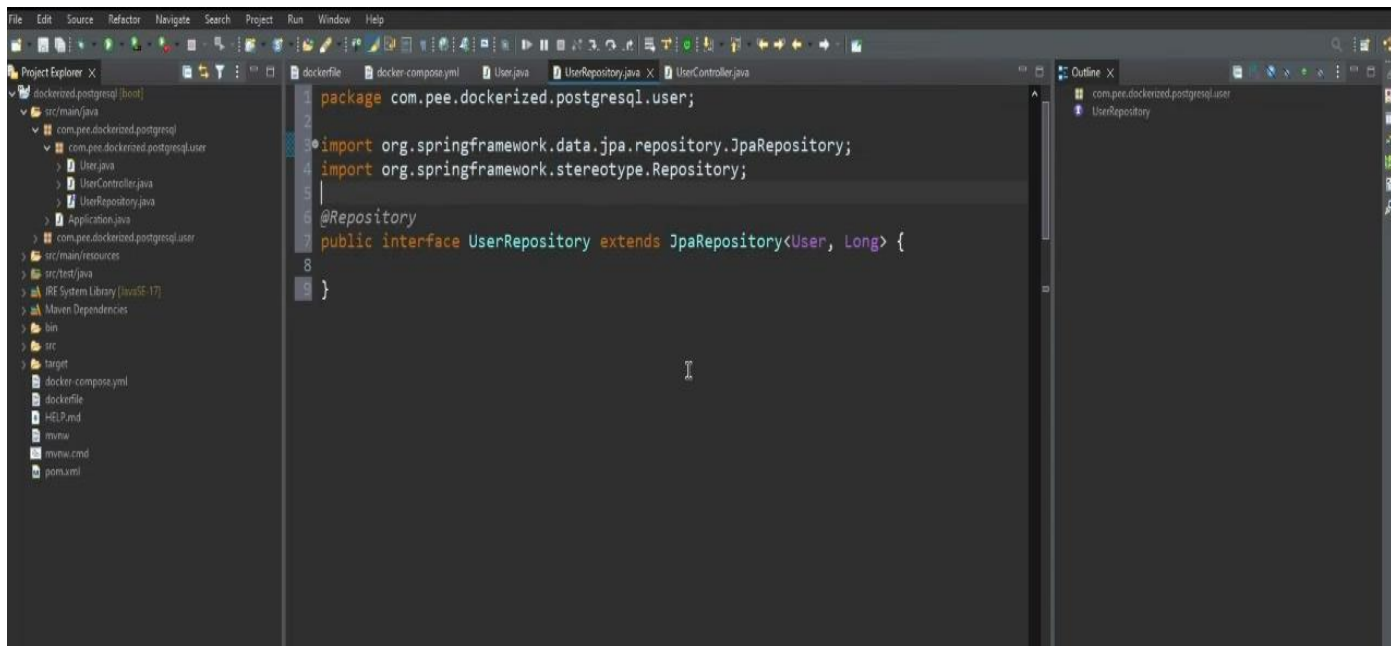 File Edit Source Refactor Navigate Search Project Run Window Help
Project Explorer
dockerfile docker-compose.yml User.java UserRepository.java UserController.java
Outline
dockerized.postgresql [boot]
src/main/java
com.pee.dockerized.postgresql
com.pee.dockerized.postgresql.user
User.java
UserController.java
UserRepository.java
Application.java
com.pee.dockerized.postgresql.user
src/main/resources
src/test/java
JRE System Library [JavaSE-17]
Maven Dependencies
bin
src
target
docker-compose.yml
dockerfile
HELP.md
mvnw
mvnw.cmd
pom.xml
1 package com.pee.dockerized.postgresql.user;
2
3 import org.springframework.data.jpa.repository.JpaRepository;
4 import org.springframework.stereotype.Repository;
5
6 @Repository
7 public interface UserRepository extends JpaRepository<User, Long> {
8
9 }
com.pee.dockerized.postgresql.user
UserRepository